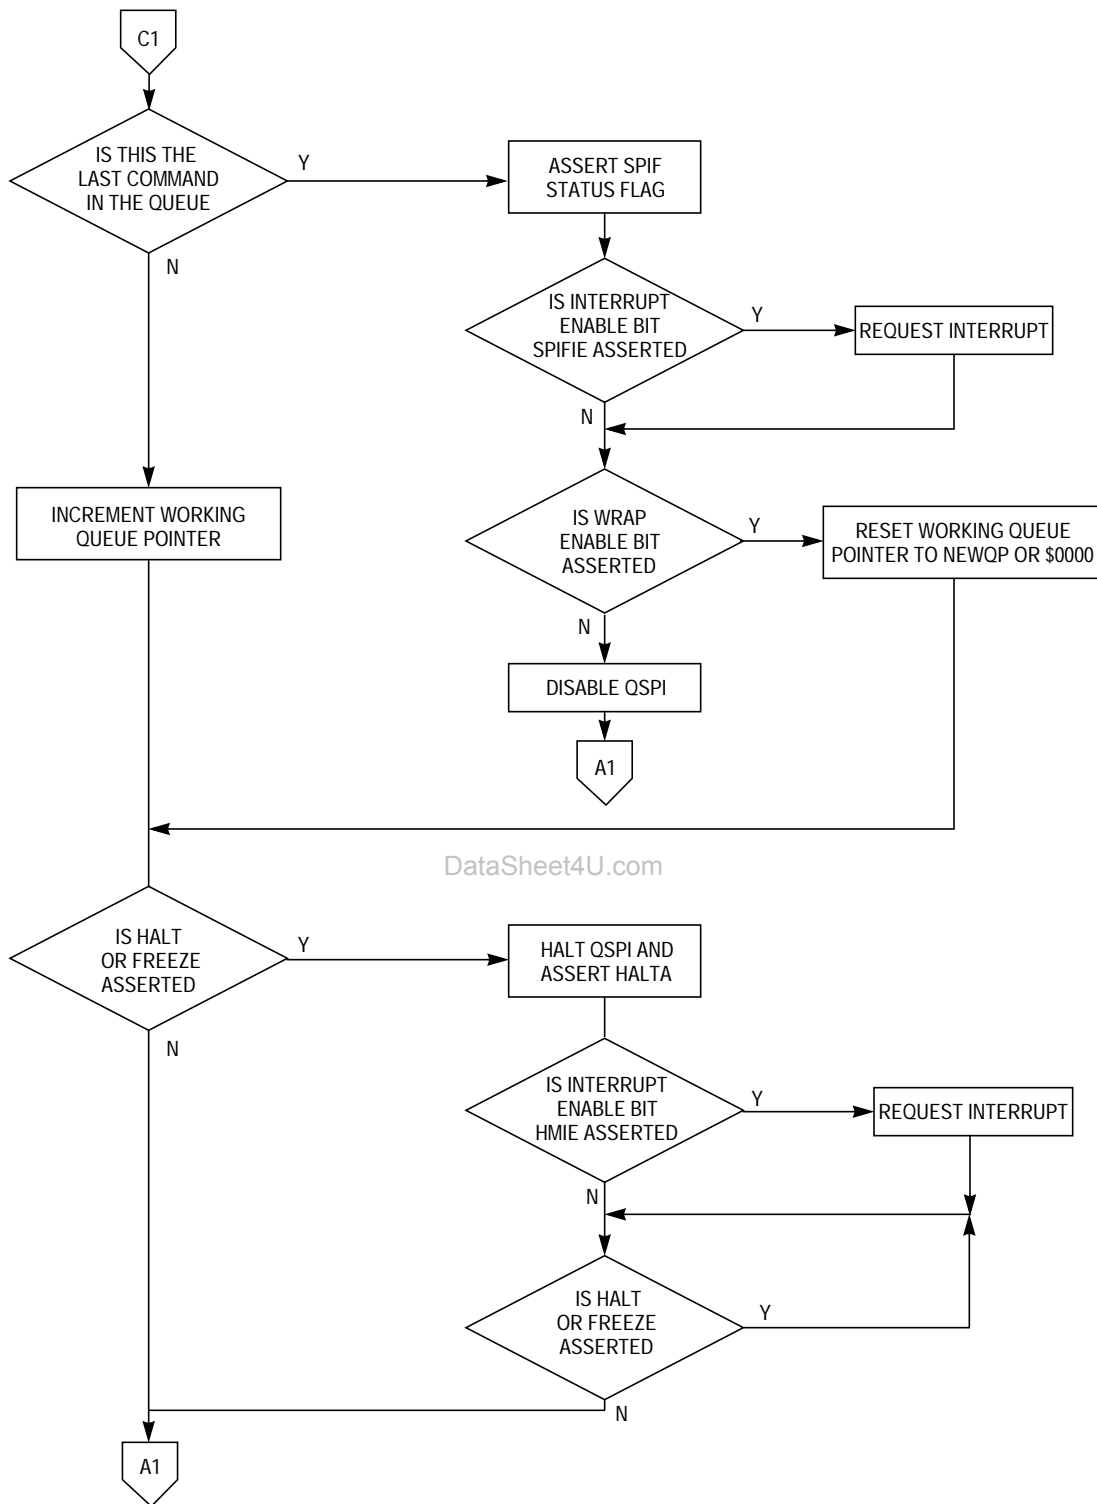 C1
IS THIS THE
LAST COMMAND
IN THE QUEUE
Y
N
ASSERT SPIF
STATUS FLAG
IS INTERRUPT
ENABLE BIT
SPIFIE ASSERTED
Y
N
REQUEST INTERRUPT
INCREMENT WORKING
QUEUE POINTER
IS WRAP
ENABLE BIT
ASSERTED
Y
N
RESET WORKING QUEUE
POINTER TO NEWQP OR $0000
DISABLE QSPI
A1
DataSheet4U.com
IS HALT
OR FREEZE
ASSERTED
Y
N
HALT QSPI AND
ASSERT HALTA
IS INTERRUPT
ENABLE BIT
HMIE ASSERTED
Y
N
REQUEST INTERRUPT
IS HALT
OR FREEZE
ASSERTED
Y
N
A1